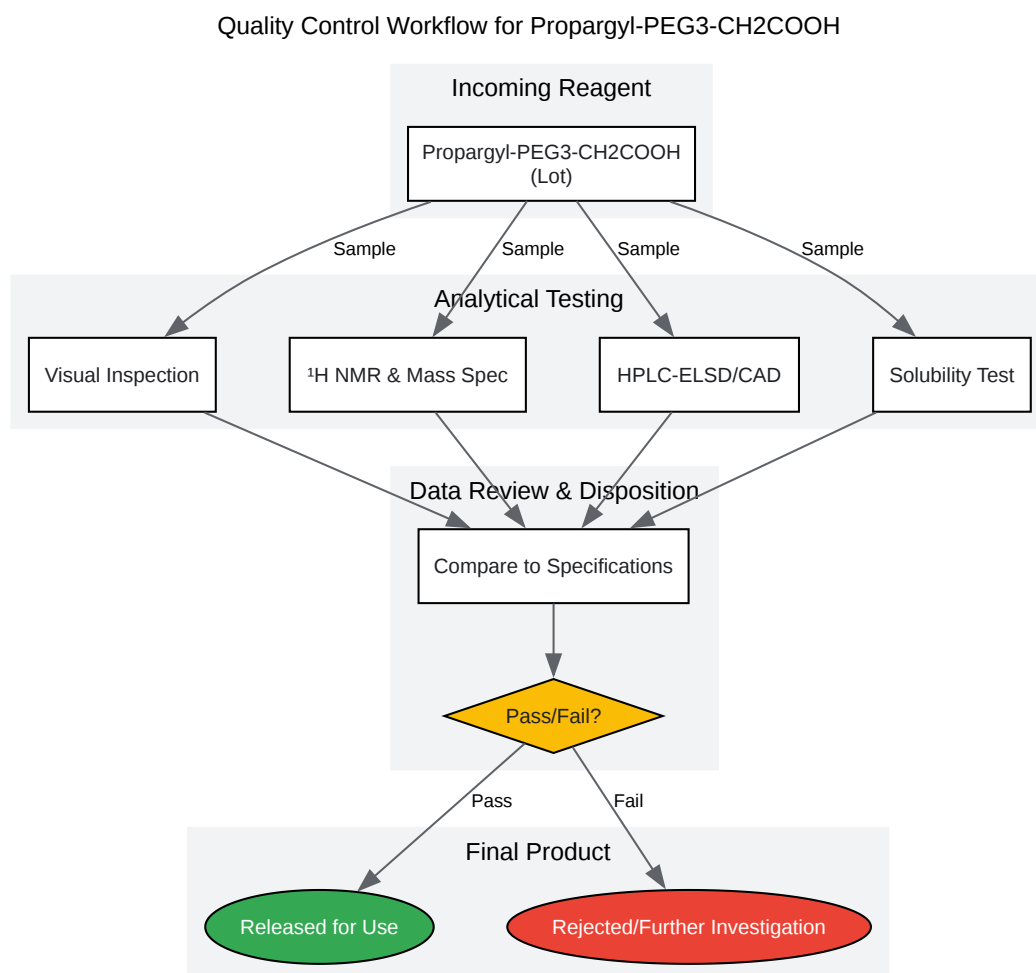 Quality Control Workflow for Propargyl-PEG3-CH2COOH
Incoming Reagent
Propargyl-PEG3-CH2COOH
(Lot)
Sample
Sample
Sample
Sample
Analytical Testing
Visual Inspection
¹H NMR & Mass Spec
HPLC-ELSD/CAD
Solubility Test
Data Review & Disposition
Compare to Specifications
Pass/Fail?
Pass
Fail
Final Product
Released for Use
Rejected/Further Investigation